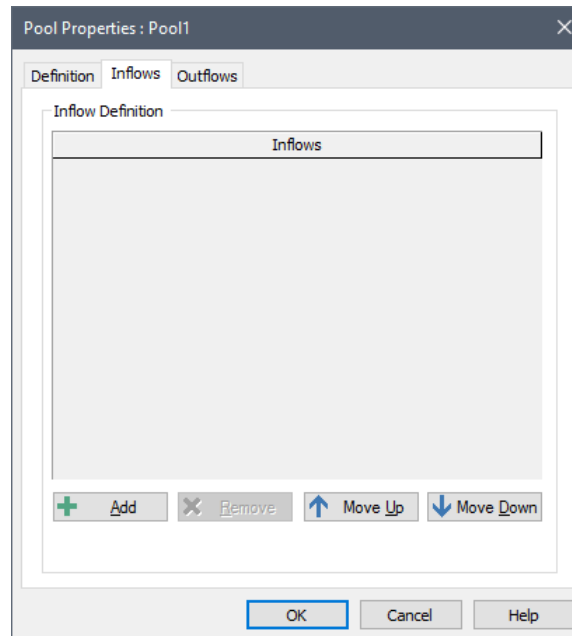 Pool Properties : Pool1
Definition Inflows Outflows
Inflow Definition
Inflows
Add Remove Move Up Move Down
OK Cancel Help